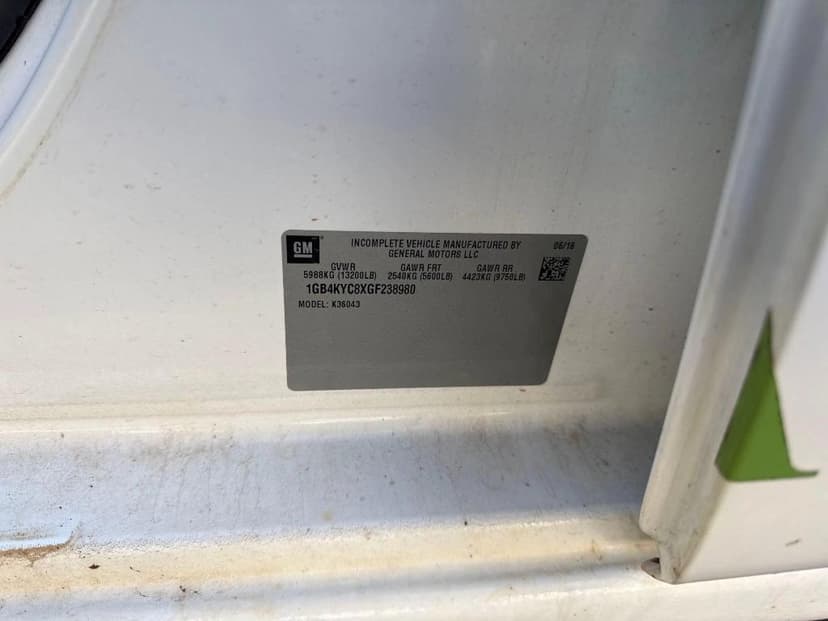 GM
INCOMPLETE VEHICLE MANUFACTURED BY
GENERAL MOTORS LLC
06/16
GVWR GAWR FRT GAWR RR
5988KG (13200LB) 2540KG (5600LB) 4423KG (9750LB)
1GB4KYC8XGF238980
MODEL: K36043